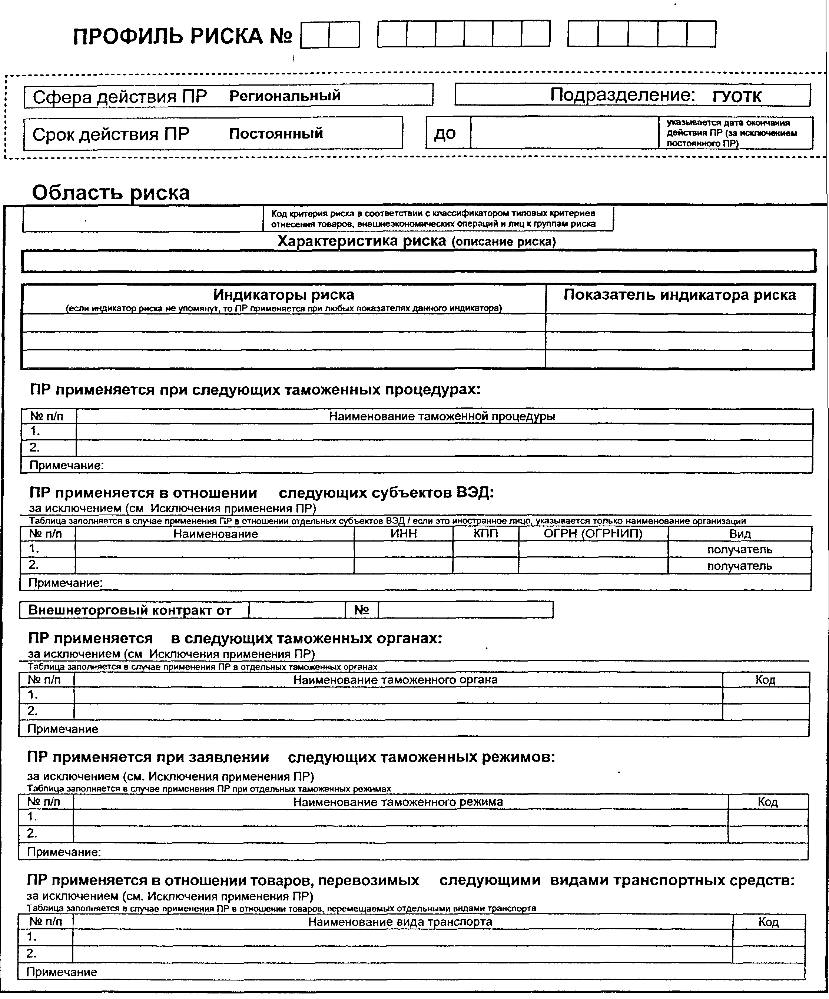 ПРОФИЛЬ РИСКА №
Сфера действия ПР Региональный Подразделение: ГУОТК
Срок действия ПР Постоянный до указывается дата окончания
действия ПР (за исключением
постоянного ПР)
Область риска
Код критерия риска в соответствии с классификатором типовых критериев
отнесения товаров, внешнеэкономических операций и лиц к группам риска
Характеристика риска (описание риска)
Индикаторы риска Показатель индикатора риска
(если индикатор риска не упомянут, то ПР применяется при любых показателях данного индикатора)
ПР применяется при следующих таможенных процедурах:
№ п/п Наименование таможенной процедуры
1.
2.
Примечание:
ПР применяется в отношении следующих субъектов ВЭД:
за исключением (см Исключения применения ПР)
Таблица заполняется в случае применения ПР в отношении отдельных субъектов ВЭД / если это иностранное лицо, указывается только наименование организации
№ п/п Наименование ИНН КПП ОГРН (ОГРНИП) Вид
1. получатель
2. получатель
Примечание:
Внешнеторговый контракт от №
ПР применяется в следующих таможенных органах:
за исключением (см Исключения применения ПР)
Таблица заполняется в случае применения ПР в отдельных таможенных органах
№ п/п Наименование таможенного органа Код
1.
2.
Примечание
ПР применяется при заявлении следующих таможенных режимов:
за исключением (см. Исключения применения ПР)
Таблица заполняется в случае применения ПР при отдельных таможенных режимах
№ п/п Наименование таможенного режима Код
1.
2.
Примечание:
ПР применяется в отношении товаров, перевозимых следующими видами транспортных средств:
за исключением (см. Исключения применения ПР)
Таблица заполняется в случае применения ПР в отношении товаров, перемещаемых отдельными видами транспорта
№ п/п Наименование вида транспорта Код
1.
2.
Примечание